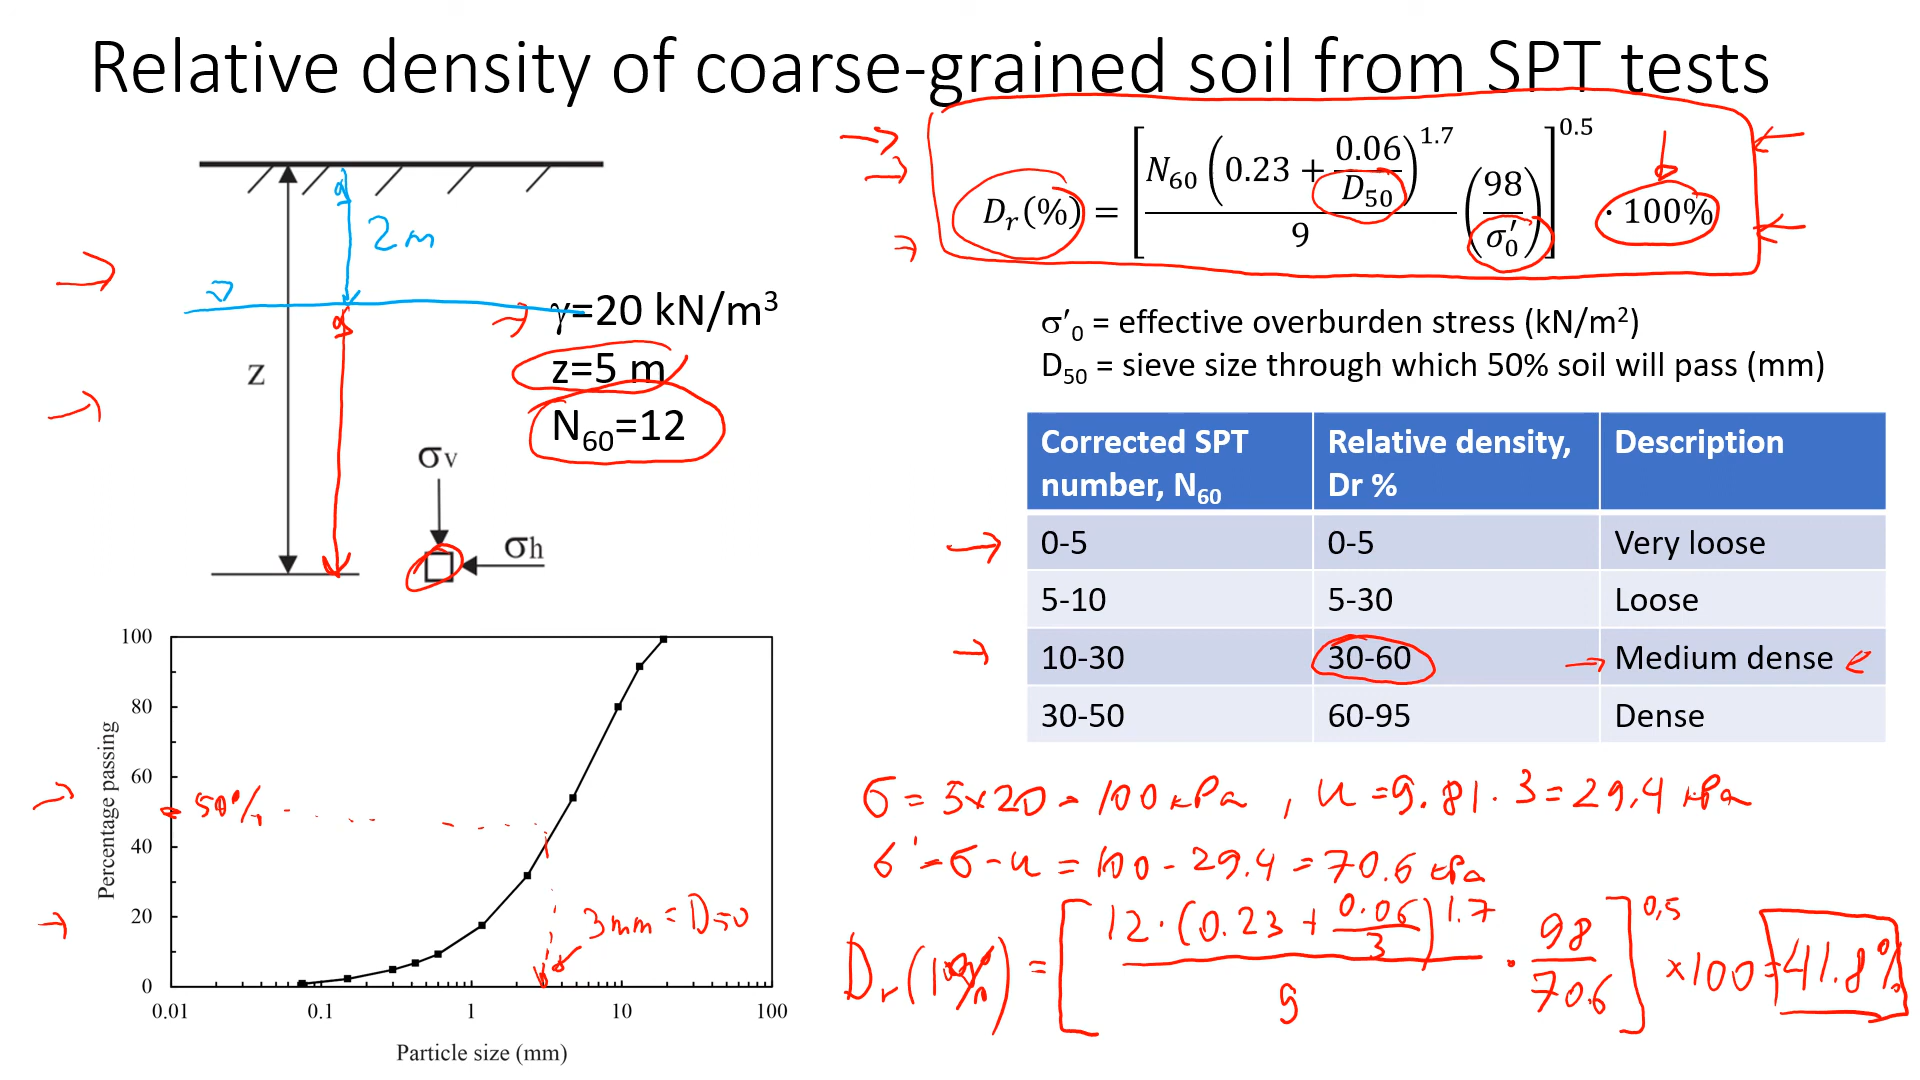 Relative density of coarse-grained soil from SPT tests
D_r(%) = [N_60 (0.23 + 0.06/D_50)^1.7 / 9 (98/σ′_0)]^0.5 · 100%
2m
γ=20 kN/m³
z=5 m
N60=12
z
σv
σh
σ′0 = effective overburden stress (kN/m²)
D50 = sieve size through which 50% soil will pass (mm)
Corrected SPT number, N60 Relative density, Dr % Description
0-5 0-5 Very loose
5-10 5-30 Loose
10-30 30-60 Medium dense
30-50 60-95 Dense
100
80
60
40
20
0
Percentage passing
50%
3mm = D50
0.01 0.1 1 10 100
Particle size (mm)
σ = 5×20 = 100 kPa , u = 9.81 · 3 = 29.4 kPa
σ' = σ - u = 100 - 29.4 = 70.6 kPa
Dr (%) = [12 · (0.23 + 0.06/3)^1.7 / 9 · 98/70.6]^0,5 ×100 = 41.8%